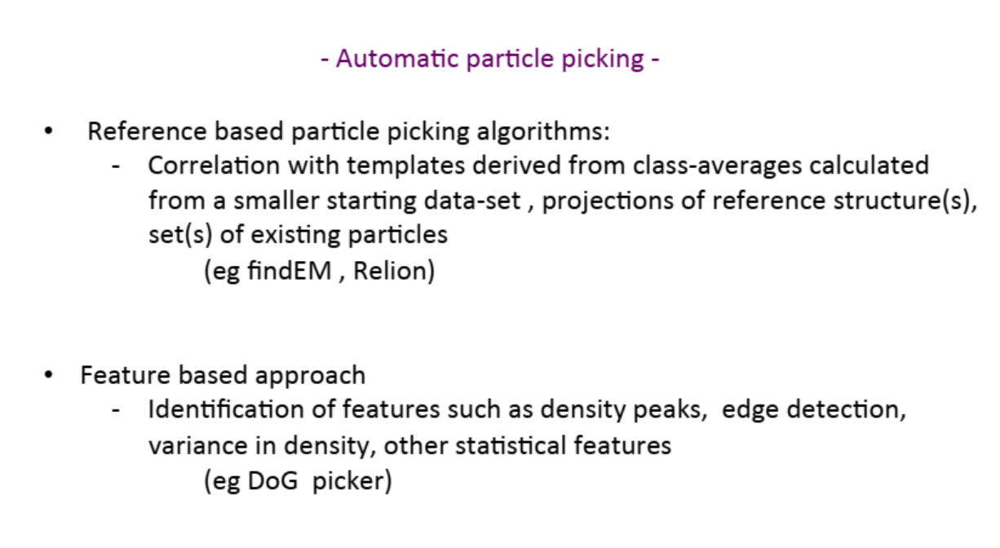 - Automatic particle picking -
• Reference based particle picking algorithms:
- Correlation with templates derived from class-averages calculated
from a smaller starting data-set , projections of reference structure(s),
set(s) of existing particles
(eg findEM , Relion)
• Feature based approach
- Identification of features such as density peaks,  edge detection,
variance in density, other statistical features
(eg DoG  picker)